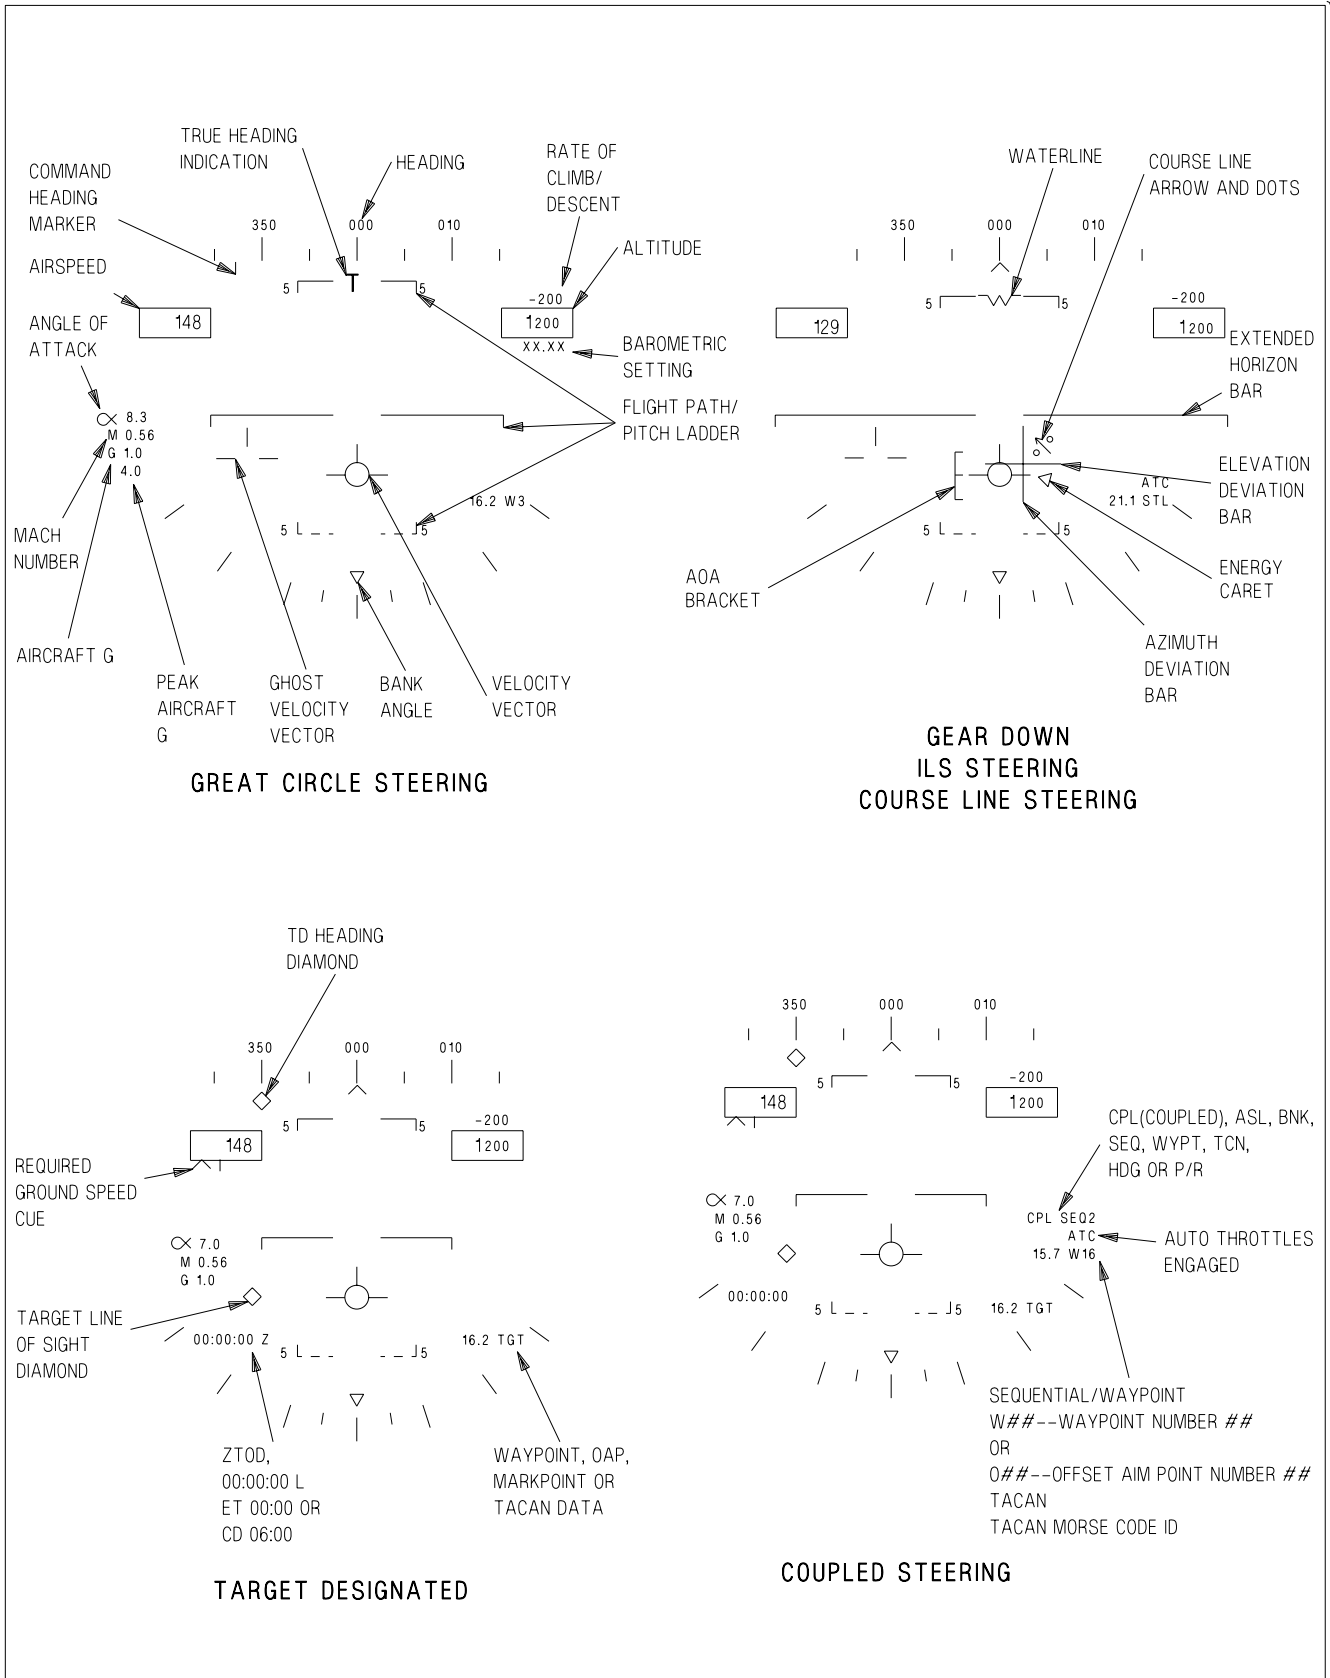 TRUE HEADING
INDICATION
HEADING
RATE OF
CLIMB/
DESCENT
COMMAND
HEADING
MARKER
350
000
010
ALTITUDE
AIRSPEED
5
T
5
-200
148
1200
XX.XX
ANGLE OF
ATTACK
BAROMETRIC
SETTING
FLIGHT PATH/
PITCH LADDER
∝ 8.3
M 0.56
G 1.0
4.0
16.2 W3
5
5
MACH
NUMBER
AIRCRAFT G
PEAK
AIRCRAFT
G
GHOST
VELOCITY
VECTOR
BANK
ANGLE
VELOCITY
VECTOR
GREAT CIRCLE STEERING
WATERLINE
COURSE LINE
ARROW AND DOTS
350
000
010
5
5
-200
129
1200
EXTENDED
HORIZON
BAR
ELEVATION
DEVIATION
BAR
ATC
21.1 STL
5
5
AOA
BRACKET
ENERGY
CARET
AZIMUTH
DEVIATION
BAR
GEAR DOWN
ILS STEERING
COURSE LINE STEERING
TD HEADING
DIAMOND
350
000
010
5
5
-200
148
1200
REQUIRED
GROUND SPEED
CUE
∝ 7.0
M 0.56
G 1.0
TARGET LINE
OF SIGHT
DIAMOND
00:00:00 Z
5
5
16.2 TGT
ZTOD,
00:00:00 L
ET 00:00 OR
CD 06:00
WAYPOINT, OAP,
MARKPOINT OR
TACAN DATA
TARGET DESIGNATED
350
000
010
5
5
-200
148
1200
CPL(COUPLED), ASL, BNK,
SEQ, WYPT, TCN,
HDG OR P/R
∝ 7.0
M 0.56
G 1.0
CPL SEQ2
ATC
15.7 W16
AUTO THROTTLES
ENGAGED
00:00:00
5
5
16.2 TGT
SEQUENTIAL/WAYPOINT
W##--WAYPOINT NUMBER ##
OR
O##--OFFSET AIM POINT NUMBER ##
TACAN
TACAN MORSE CODE ID
COUPLED STEERING